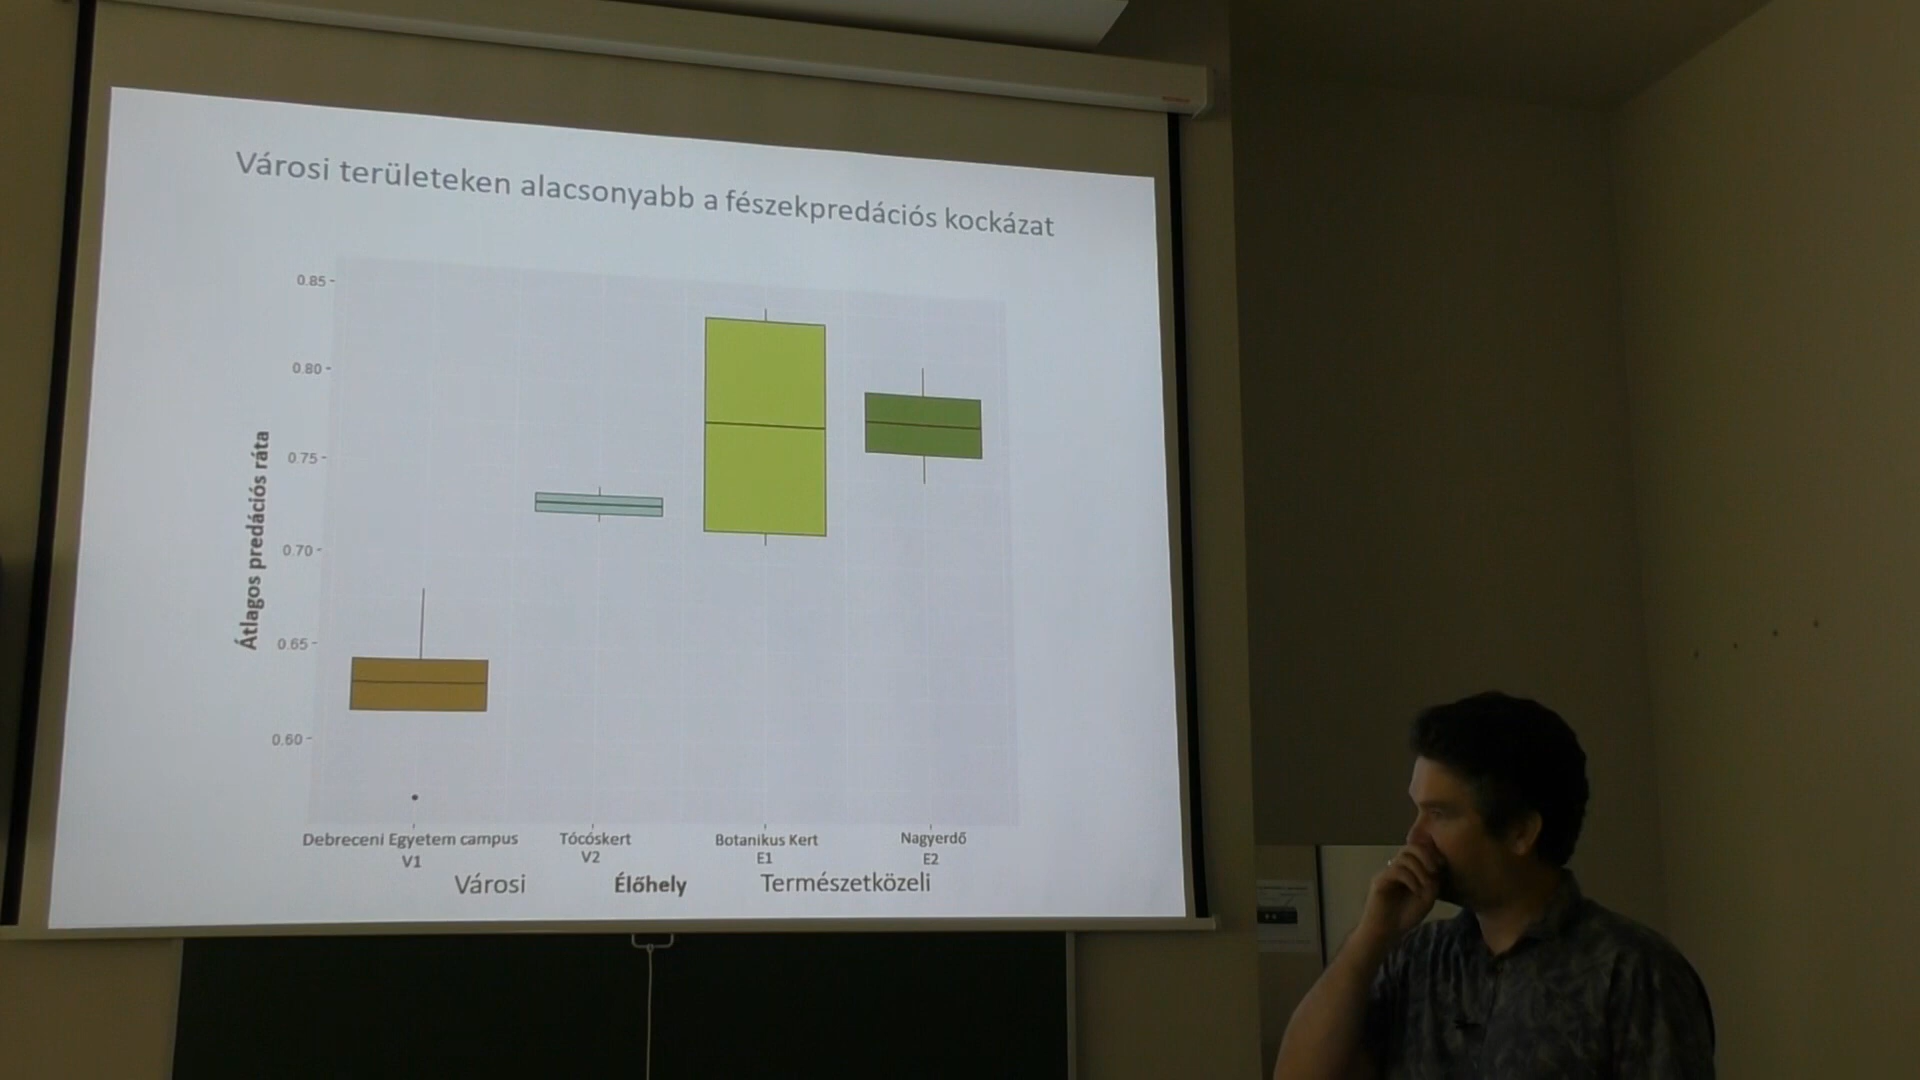 Városi területeken alacsonyabb a fészekpredációs kockázat
0.85
0.80
0.75
0.70
0.65
0.60
Átlagos predációs ráta
Debreceni Egyetem campus
V1
Tócóskert
V2
Botanikus Kert
E1
Nagyerdő
E2
Városi
Élőhely
Természetközeli